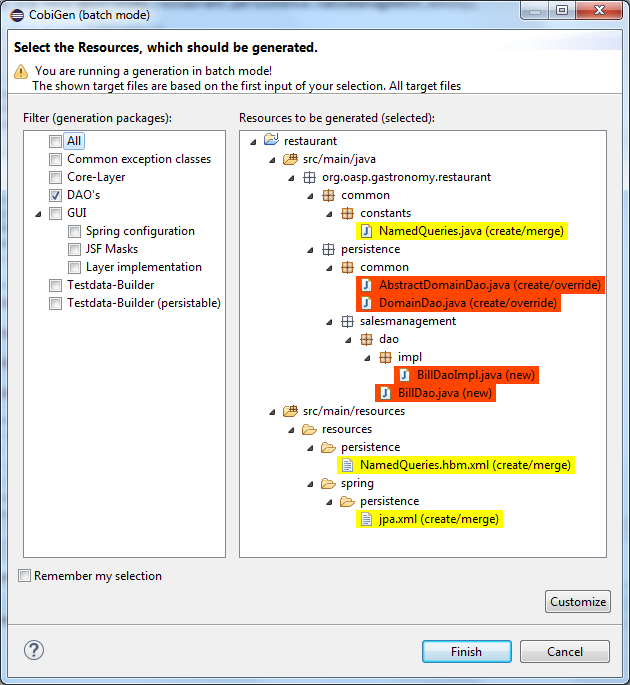 CobiGen (batch mode)
Select the Resources, which should be generated.
You are running a generation in batch mode!
The shown target files are based on the first input of your selection. All target files
Filter (generation packages):
All
Common exception classes
Core-Layer
DAO's
GUI
Spring configuration
JSF Masks
Layer implementation
Testdata-Builder
Testdata-Builder (persistable)
Resources to be generated (selected):
restaurant
src/main/java
org.oasp.gastronomy.restaurant
common
constants
NamedQueries.java (create/merge)
persistence
common
AbstractDomainDao.java (create/override)
DomainDao.java (create/override)
salesmanagement
dao
impl
BillDaoImpl.java (new)
BillDao.java (new)
src/main/resources
resources
persistence
NamedQueries.hbm.xml (create/merge)
spring
persistence
jpa.xml (create/merge)
Remember my selection
Customize
?
Finish
Cancel